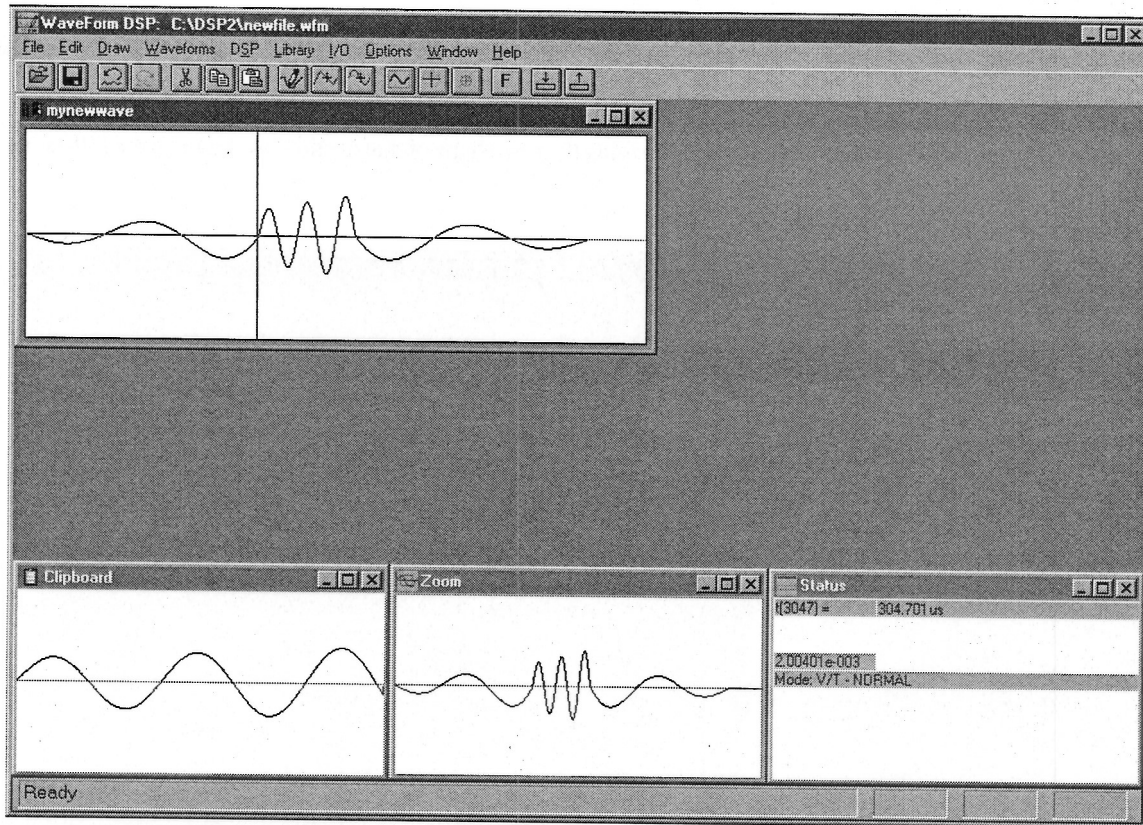 WaveForm DSP: C:\DSP2\newfile.wfm
File Edit Draw Waveforms DSP Library I/O Options Window Help
F
mynewwave
Clipboard
Zoom
Status
t(3047) = 304.701 us
2.00401e-003
Mode: V/T - NORMAL
Ready